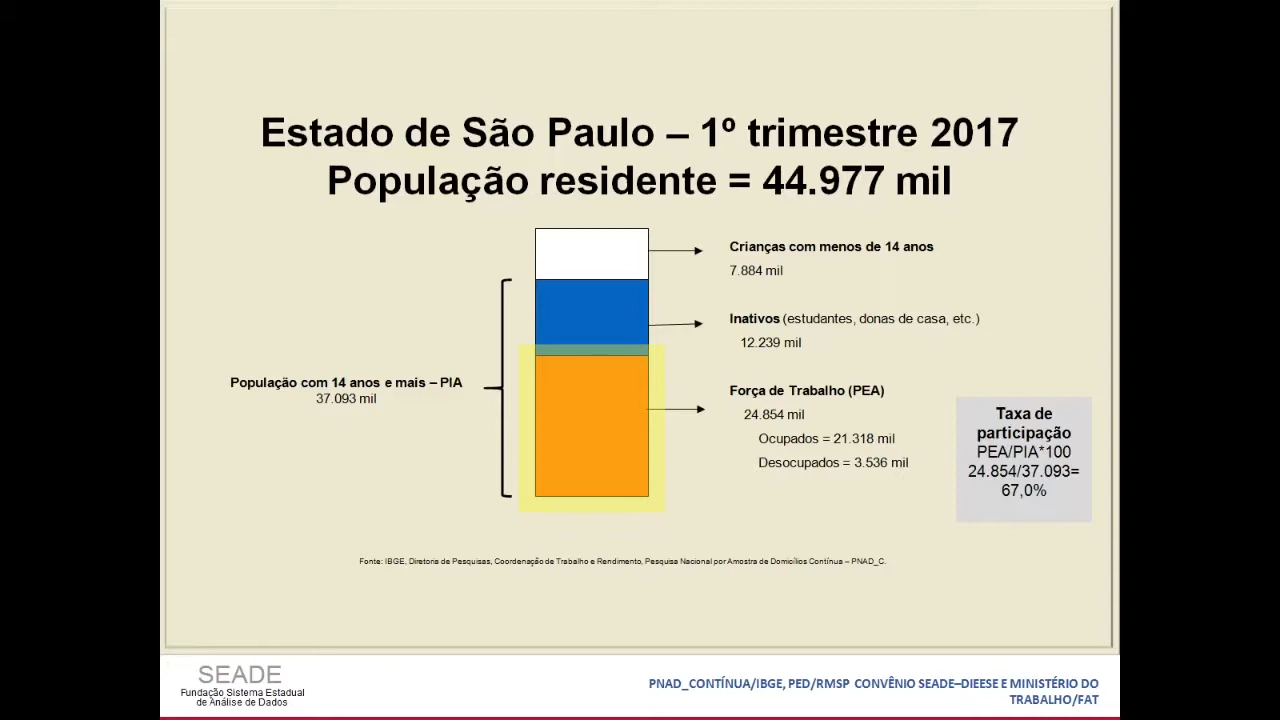 Estado de São Paulo – 1º trimestre 2017
População residente = 44.977 mil
Crianças com menos de 14 anos
7.884 mil
Inativos (estudantes, donas de casa, etc.)
12.239 mil
População com 14 anos e mais – PIA
37.093 mil
Força de Trabalho (PEA)
24.854 mil
Ocupados = 21.318 mil
Desocupados = 3.536 mil
Taxa de
participação
PEA/PIA*100
24.854/37.093=
67,0%
Fonte: IBGE, Diretoria de Pesquisas, Coordenação de Trabalho e Rendimento, Pesquisa Nacional por Amostra de Domicílios Contínua – PNAD_C.
SEADE
Fundação Sistema Estadual
de Análise de Dados
PNAD_CONTÍNUA/IBGE, PED/RMSP CONVÊNIO SEADE–DIEESE E MINISTÉRIO DO
TRABALHO/FAT